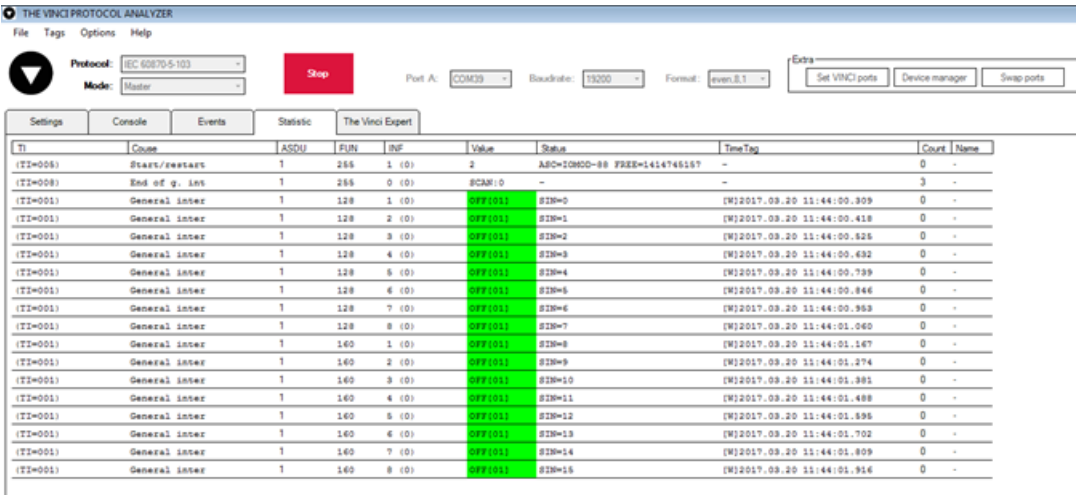 THE VINCI PROTOCOL ANALYZER
File Tags Options Help
Protocol: IEC 60870-5-103
Mode: Master
Stop
Port A: COM39 Baudrate: 19200 Format: even.8.1
Extra
Set VINCI ports Device manager Swap ports
Settings Console Events Statistic The Vinci Expert
TI Couse ASDU FUN INF Value Status TimeTag Count Name
(TI=005) Start/restart 1 255 1 (0) 2 ASC=IOMOD-88 FREE=1414745157 - 0 -
(TI=008) End of g. int 1 255 0 (0) SCAN:0 - - 3 -
(TI=001) General inter 1 128 1 (0) OFF[01] SIN=0 [W]2017.03.20 11:44:00.309 0 -
(TI=001) General inter 1 128 2 (0) OFF[01] SIN=1 [W]2017.03.20 11:44:00.418 0 -
(TI=001) General inter 1 128 3 (0) OFF[01] SIN=2 [W]2017.03.20 11:44:00.525 0 -
(TI=001) General inter 1 128 4 (0) OFF[01] SIN=3 [W]2017.03.20 11:44:00.632 0 -
(TI=001) General inter 1 128 5 (0) OFF[01] SIN=4 [W]2017.03.20 11:44:00.739 0 -
(TI=001) General inter 1 128 6 (0) OFF[01] SIN=5 [W]2017.03.20 11:44:00.846 0 -
(TI=001) General inter 1 128 7 (0) OFF[01] SIN=6 [W]2017.03.20 11:44:00.953 0 -
(TI=001) General inter 1 128 8 (0) OFF[01] SIN=7 [W]2017.03.20 11:44:01.060 0 -
(TI=001) General inter 1 160 1 (0) OFF[01] SIN=8 [W]2017.03.20 11:44:01.167 0 -
(TI=001) General inter 1 160 2 (0) OFF[01] SIN=9 [W]2017.03.20 11:44:01.274 0 -
(TI=001) General inter 1 160 3 (0) OFF[01] SIN=10 [W]2017.03.20 11:44:01.381 0 -
(TI=001) General inter 1 160 4 (0) OFF[01] SIN=11 [W]2017.03.20 11:44:01.488 0 -
(TI=001) General inter 1 160 5 (0) OFF[01] SIN=12 [W]2017.03.20 11:44:01.595 0 -
(TI=001) General inter 1 160 6 (0) OFF[01] SIN=13 [W]2017.03.20 11:44:01.702 0 -
(TI=001) General inter 1 160 7 (0) OFF[01] SIN=14 [W]2017.03.20 11:44:01.809 0 -
(TI=001) General inter 1 160 8 (0) OFF[01] SIN=15 [W]2017.03.20 11:44:01.916 0 -